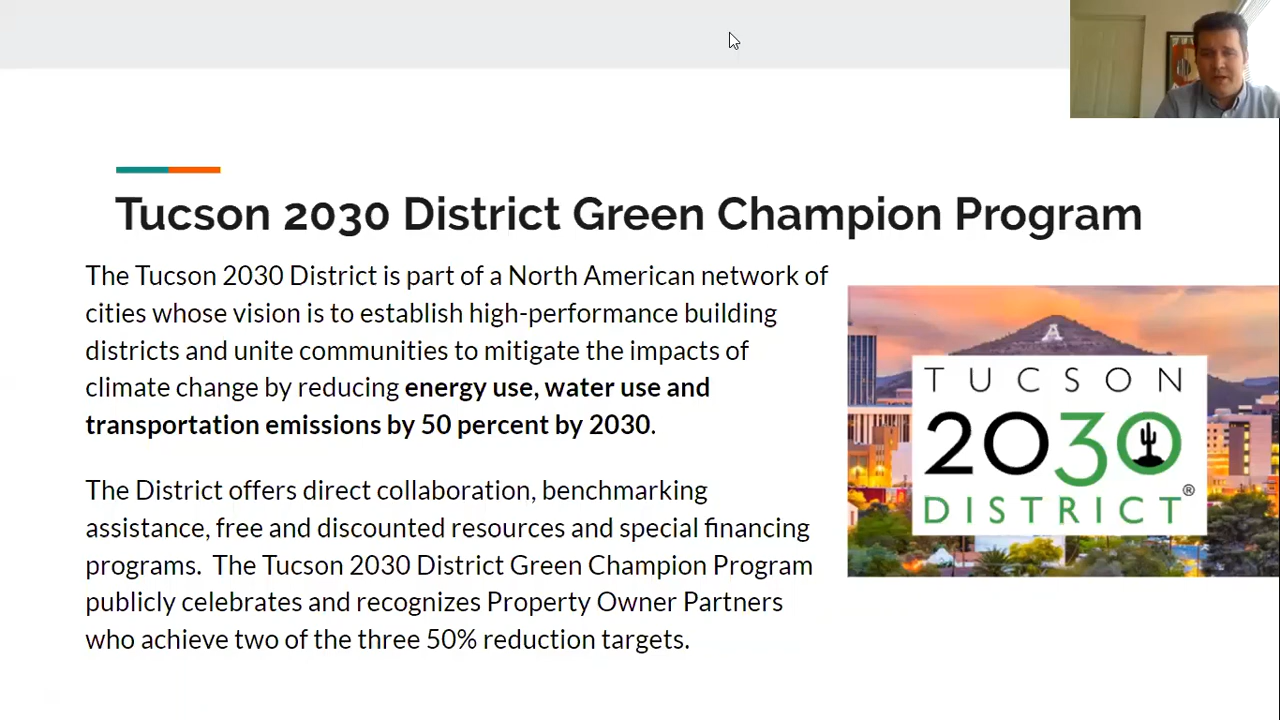 Tucson 2030 District Green Champion Program
The Tucson 2030 District is part of a North American network of
cities whose vision is to establish high-performance building
districts and unite communities to mitigate the impacts of
climate change by reducing energy use, water use and
transportation emissions by 50 percent by 2030.
The District offers direct collaboration, benchmarking
assistance, free and discounted resources and special financing
programs.  The Tucson 2030 District Green Champion Program
publicly celebrates and recognizes Property Owner Partners
who achieve two of the three 50% reduction targets.
A
TUCSON
2030
DISTRICT®